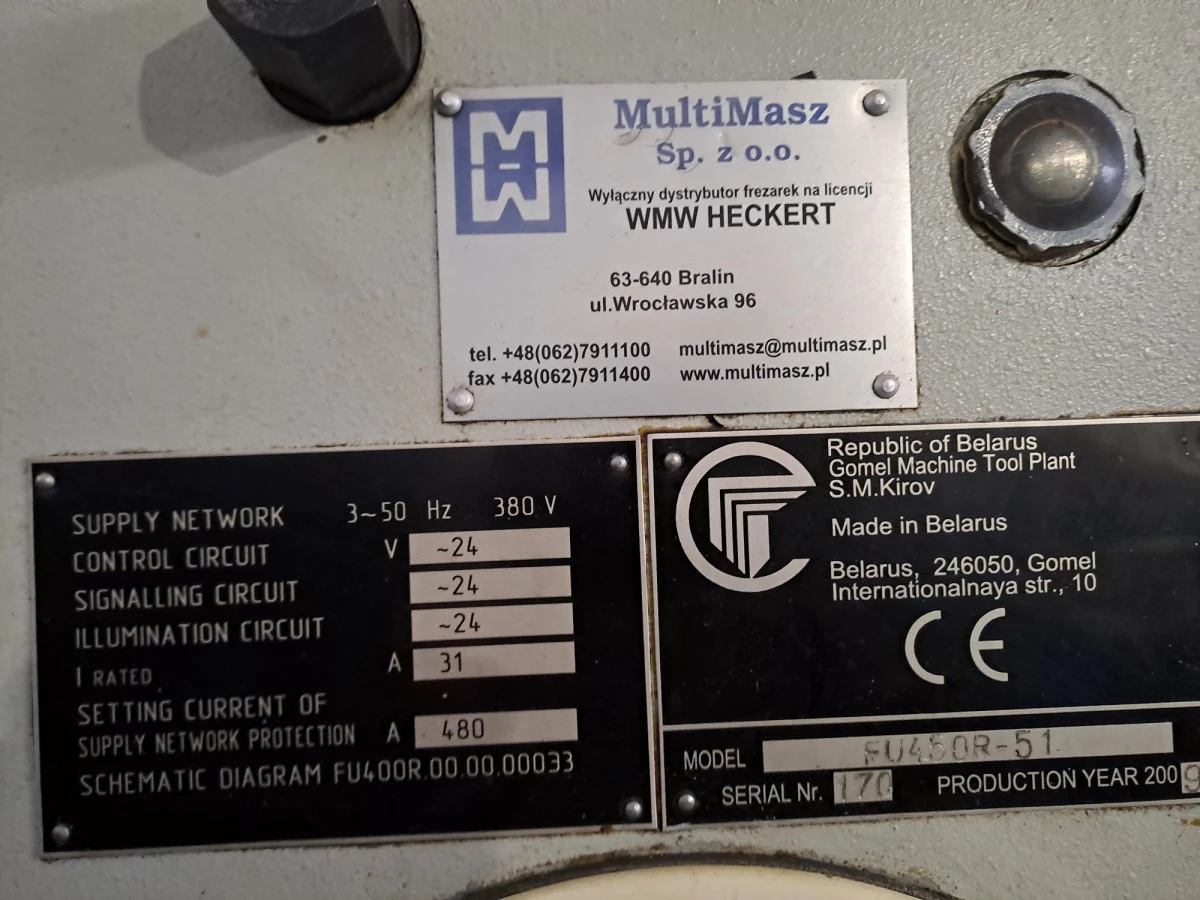 MW
MultiMasz
Sp. z o.o.
Wyłączny dystrybutor frezarek na licencji
WMW HECKERT
63-640 Bralin
ul.Wrocławska 96
tel. +48(062)7911100 multimasz@multimasz.pl
fax +48(062)7911400 www.multimasz.pl
SUPPLY NETWORK 3~50 Hz 380 V
CONTROL CIRCUIT V ~24
SIGNALLING CIRCUIT ~24
ILLUMINATION CIRCUIT ~24
I RATED A 31
SETTING CURRENT OF
SUPPLY NETWORK PROTECTION A 480
SCHEMATIC DIAGRAM FU400R.00.00.00033
Republic of Belarus
Gomel Machine Tool Plant
S.M.Kirov
Made in Belarus
Belarus, 246050, Gomel
Internationalnaya str., 10
CE
MODEL FU450R-51
SERIAL Nr. 170 PRODUCTION YEAR 2009